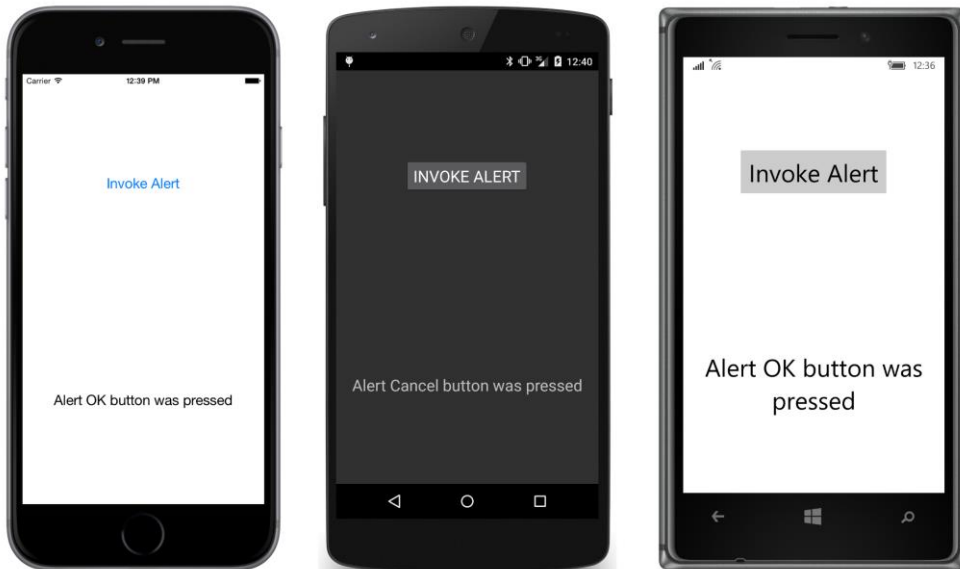 Carrier 12:39 PM
Invoke Alert
Alert OK button was pressed
12:40
INVOKE ALERT
Alert Cancel button was pressed
12:36
Invoke Alert
Alert OK button was
pressed